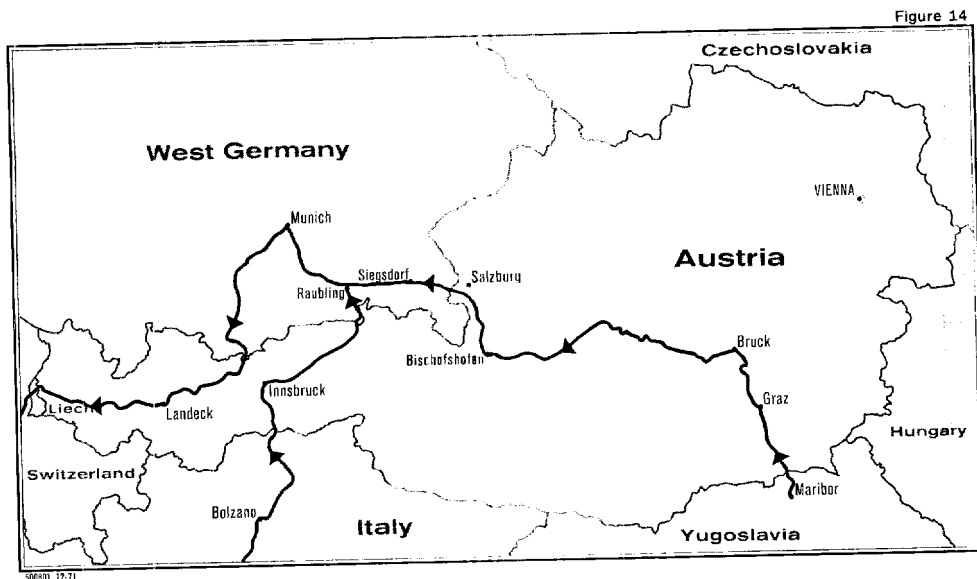 Figure 14
Czechoslovakia
West Germany
VIENNA
Munich
Austria
Siegsdorf
Salzburg
Raubling
Bischofshofen
Bruck
Innsbruck
Liech
Landeck
Graz
Hungary
Switzerland
Maribor
Bolzano
Italy
Yugoslavia
500801 12-71